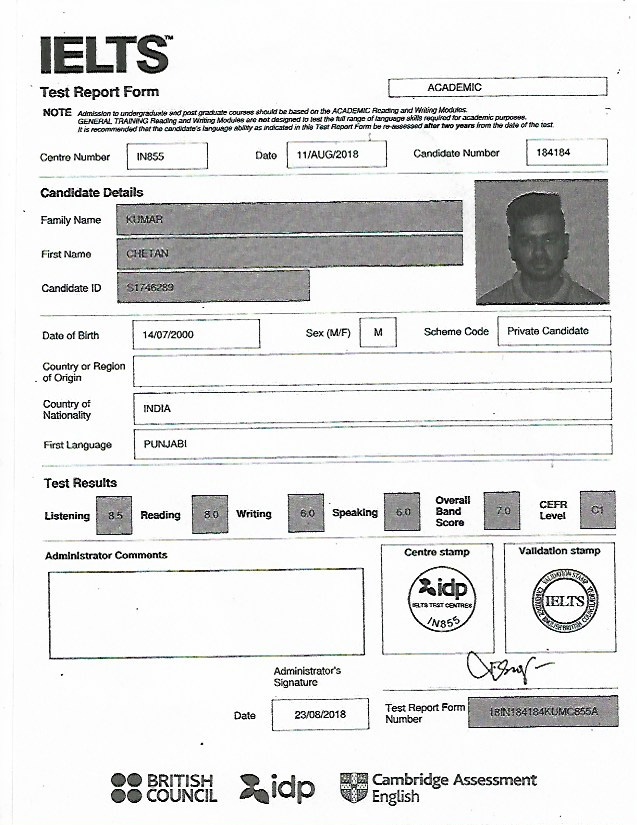 IELTS™
Test Report Form
ACADEMIC
NOTE Admission to undergraduate and post graduate courses should be based on the ACADEMIC Reading and Writing Modules.
GENERAL TRAINING Reading and Writing Modules are not designed to test the full range of language skills required for academic purposes.
It is recommended that the candidate's language ability as indicated in this Test Report Form be re-assessed after two years from the date of the test.
Centre Number IN855 Date 11/AUG/2018 Candidate Number 184184
Candidate Details
Family Name KUMAR
First Name CHETAN
Candidate ID S1746289
Date of Birth 14/07/2000 Sex (M/F) M Scheme Code Private Candidate
Country or Region
of Origin
Country of
Nationality INDIA
First Language PUNJABI
Test Results
Listening 8.5 Reading 8.0 Writing 6.0 Speaking 6.0 Overall Band Score 7.0 CEFR Level C1
Administrator Comments
Centre stamp
Validation stamp
idp
IELTS TEST CENTRES
IN855
VALIDATION STAMP
IELTS
Administrator's
Signature
Date 23/08/2018
Test Report Form
Number 18IN184184KUMC855A
BRITISH
COUNCIL
idp
Cambridge Assessment
English